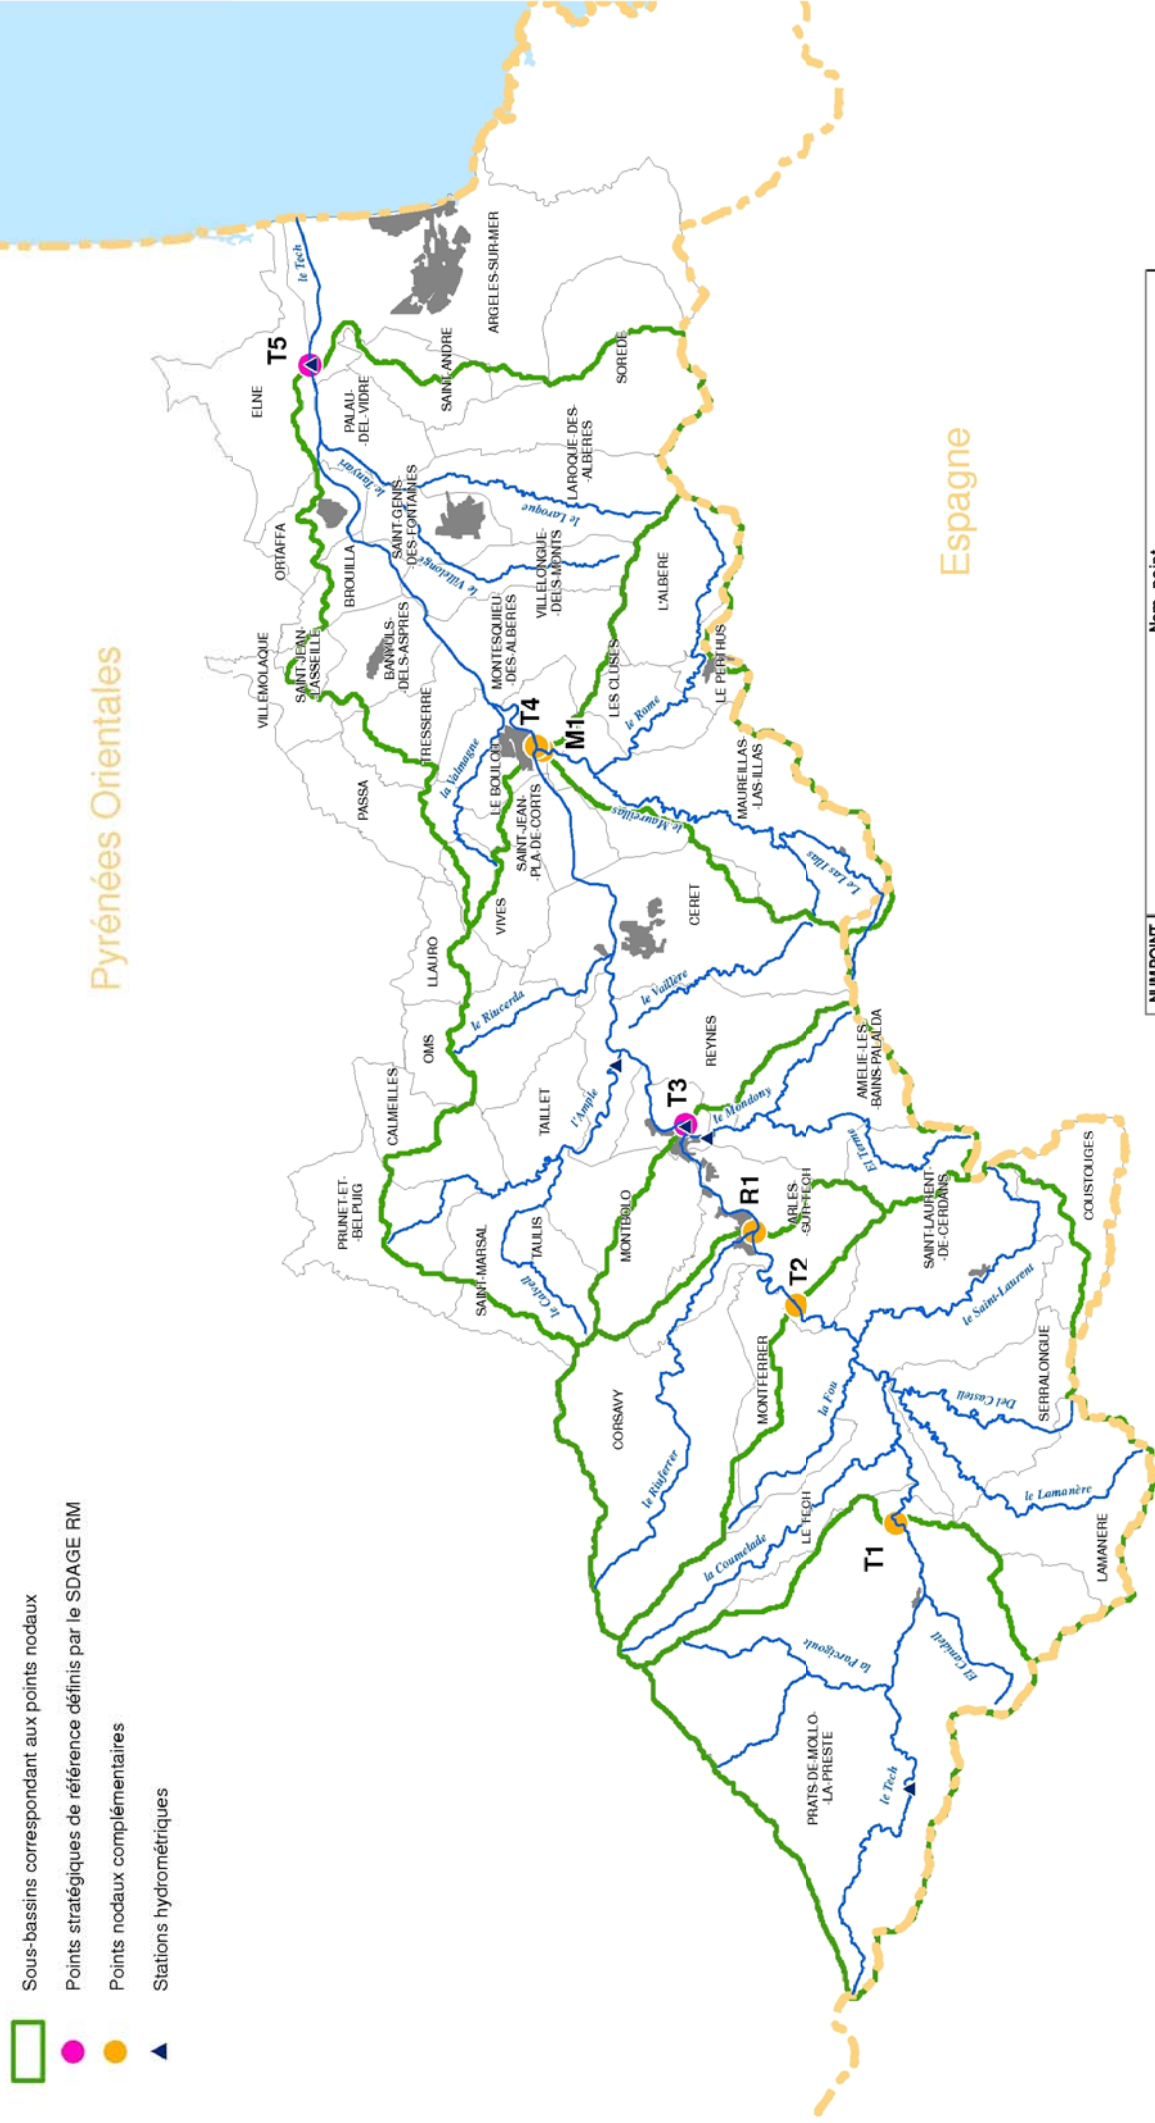 Sous-bassins correspondant aux points nodaux
Points stratégiques de référence définis par le SDAGE RM
Points nodaux complémentaires
Stations hydrométriques
Pyrénées Orientales
Espagne
PRUNET-ET-
-BELPUIG
CALMEILLES
OMS
LLAURO
PASSA
VILLEMOLAQUE
SAINT-JEAN-
LASSEILLE
TRESSERRE
BANYULS-
-DELS-ASPRES
BROUILLA
ORTAFFA
ELNE
T5
le Tech
PALAU-
-DEL-VIDRE
SAINT-ANDRE
ARGELES-SUR-MER
SOREDE
LAROQUE-DES-
-ALBERES
le Tanyari
SAINT-GENIS-
-DES-FONTAINES
le Laroque
le Villelongue
VILLELONGUE-
-DELS-MONTS
MONTESQUIEU
-DES-ALBERES
L'ALBERE
LES CLUSES
LE PERTHUS
le Rome
T4
M1
LE BOULOU
la Valmagne
SAINT-JEAN-
-PLA-DE-CORTS
VIVES
le Maureillas
MAUREILLAS-
-LAS-ILLAS
Le Las Illas
CERET
le Vaillère
le Riucerda
REYNES
TAILLET
l'Ample
T3
le Mondony
AMELIE-LES-
-BAINS-PALALDA
El Terme
SAINT-MARSAL
TAULIS
le Calvell
MONTBOLO
R1
ARLES-
-SUR-TECH
T2
SAINT-LAURENT-
-DE-CERDANS
COUSTOUGES
le Saint-Laurent
CORSAVY
MONTFERRER
la Fou
SERRALONGUE
Del Castell
le Riuferrer
le Lamanère
LAMANERE
LE TECH
la Coumelade
T1
la Parcigoule
El Canidell
PRATS-DE-MOLLO-
-LA-PRESTE
le Tech
NUMPOINT
Nom_point